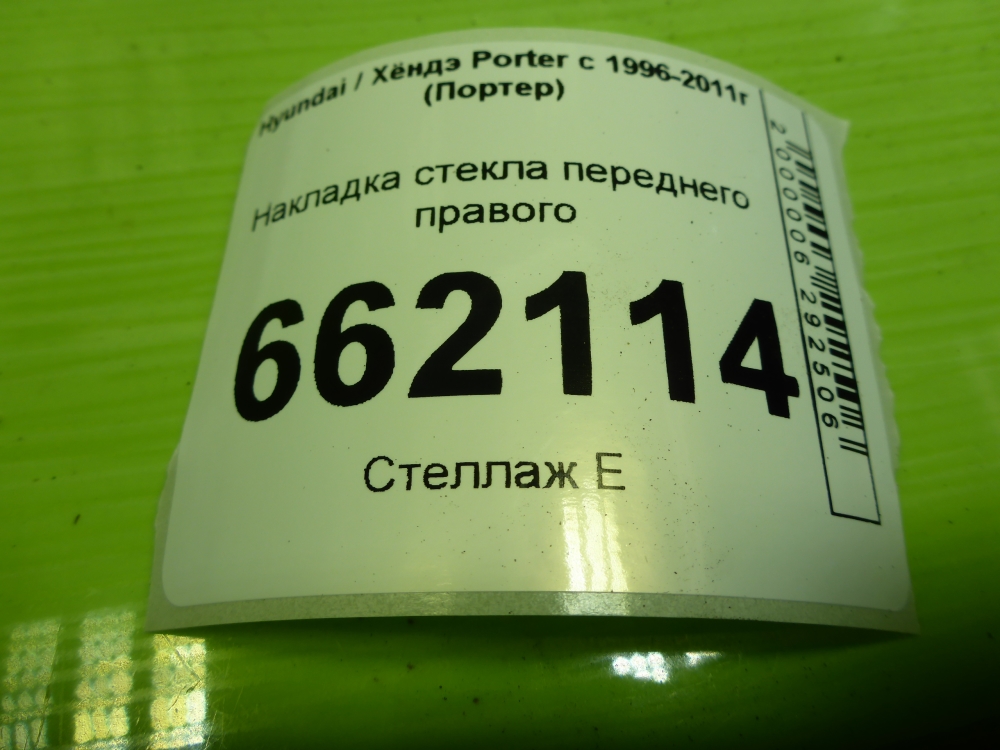 Hyundai / Хёндэ Porter с 1996-2011г
(Портер)
Накладка стекла переднего
правого
662114
Стеллаж Е
2000006292506